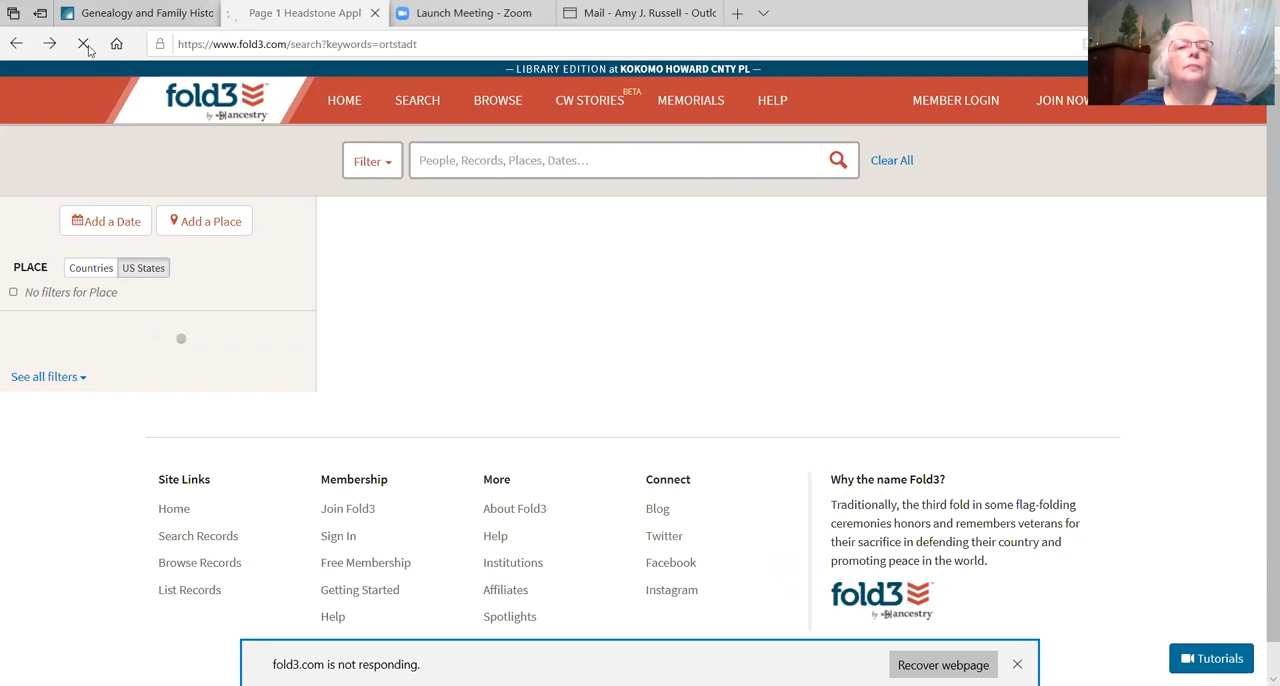 Genealogy and Family Histo
Page 1 Headstone Appl
Launch Meeting - Zoom
Mail - Amy J. Russell - Outlo
https://www.fold3.com/search?keywords=ortstadt
— LIBRARY EDITION at KOKOMO HOWARD CNTY PL —
fold3
by ancestry
HOME
SEARCH
BROWSE
CW STORIES BETA
MEMORIALS
HELP
MEMBER LOGIN
JOIN NOW
Filter
People, Records, Places, Dates...
Clear All
Add a Date
Add a Place
PLACE
Countries
US States
No filters for Place
See all filters
Site Links
Home
Search Records
Browse Records
List Records
Membership
Join Fold3
Sign In
Free Membership
Getting Started
Help
More
About Fold3
Help
Institutions
Affiliates
Spotlights
Connect
Blog
Twitter
Facebook
Instagram
Why the name Fold3?
Traditionally, the third fold in some flag-folding
ceremonies honors and remembers veterans for
their sacrifice in defending their country and
promoting peace in the world.
fold3
by ancestry
fold3.com is not responding.
Recover webpage
Tutorials